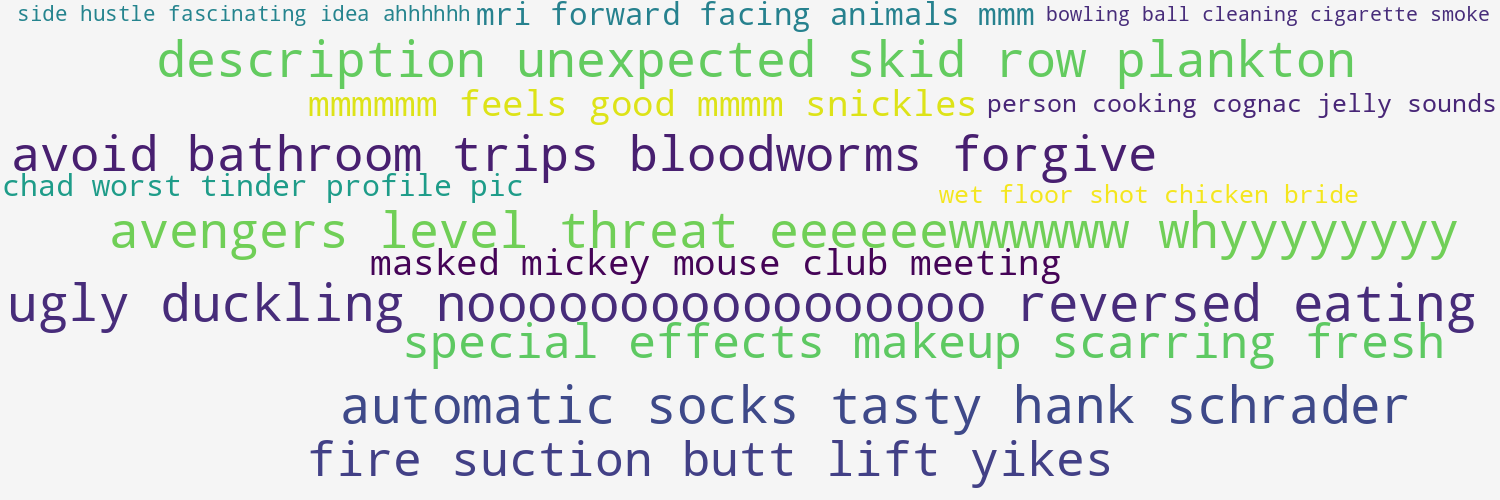 side hustle fascinating idea ahhhhhh
mri forward facing animals mmm
bowling ball cleaning cigarette smoke
description unexpected skid row plankton
mmmmmm feels good mmmm snickles
person cooking cognac jelly sounds
avoid bathroom trips bloodworms forgive
chad worst tinder profile pic
wet floor shot chicken bride
avengers level threat eeeeeewwwwww whyyyyyyyy
masked mickey mouse club meeting
ugly duckling nooooooooooooooooo reversed eating
special effects makeup scarring fresh
automatic socks tasty hank schrader
fire suction butt lift yikes